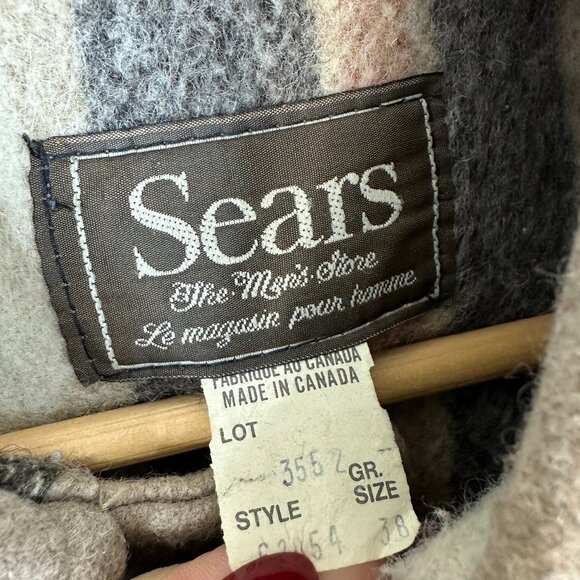 Sears
The Men's Store
Le magasin pour homme
FABRIQUÉ AU CANADA
MADE IN CANADA
LOT
3552
GR.
SIZE
STYLE
38